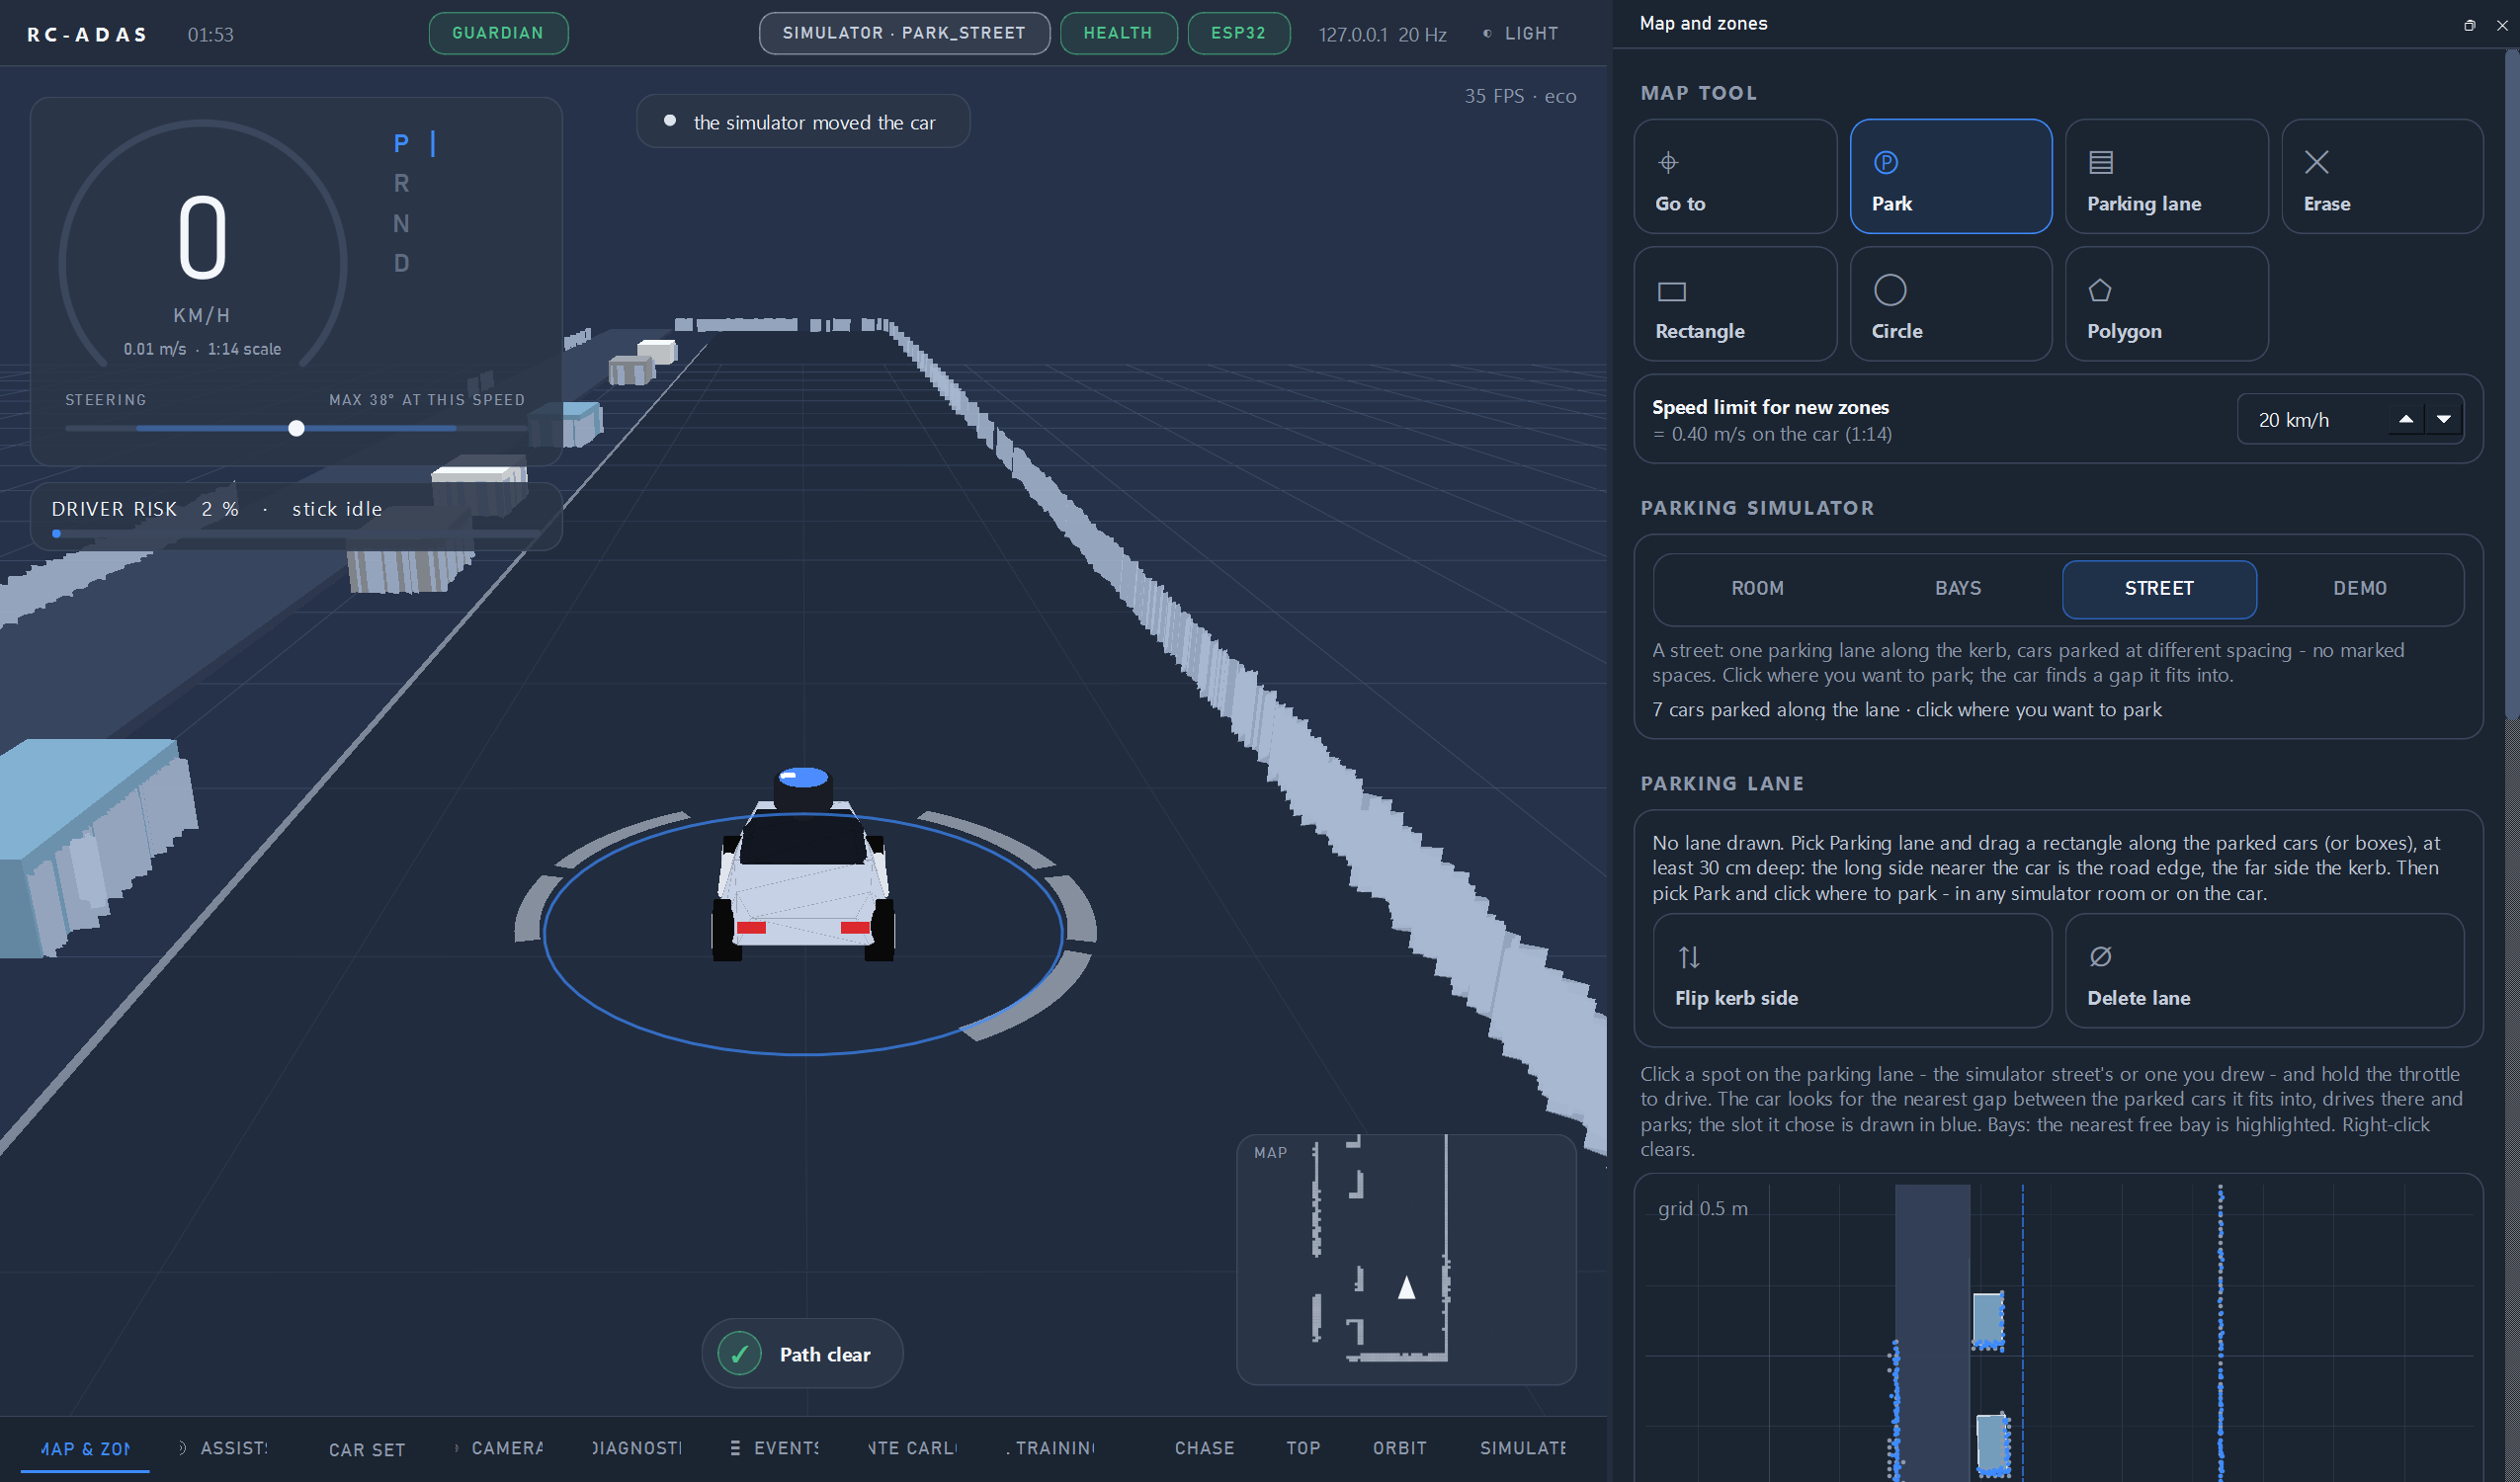 RC-ADAS 01:53 GUARDIAN SIMULATOR · PARK_STREET HEALTH ESP32 127.0.0.1 20 Hz LIGHT
the simulator moved the car
35 FPS · eco
P
R
N
D
0
KM/H
0.01 m/s · 1:14 scale
STEERING MAX 38° AT THIS SPEED
DRIVER RISK 2 % · stick idle
MAP
Path clear
MAP & ZON ASSISTS CAR SET CAMERA DIAGNOSTI EVENTS NTE CARLO TRAINING CHASE TOP ORBIT SIMULATE
Map and zones
MAP TOOL
Go to
Park
Parking lane
Erase
Rectangle
Circle
Polygon
Speed limit for new zones
= 0.40 m/s on the car (1:14)
20 km/h
PARKING SIMULATOR
ROOM BAYS STREET DEMO
A street: one parking lane along the kerb, cars parked at different spacing - no marked
spaces. Click where you want to park; the car finds a gap it fits into.
7 cars parked along the lane · click where you want to park
PARKING LANE
No lane drawn. Pick Parking lane and drag a rectangle along the parked cars (or boxes), at
least 30 cm deep: the long side nearer the car is the road edge, the far side the kerb. Then
pick Park and click where to park - in any simulator room or on the car.
Flip kerb side
Delete lane
Click a spot on the parking lane - the simulator street's or one you drew - and hold the throttle
to drive. The car looks for the nearest gap between the parked cars it fits into, drives there and
parks; the slot it chose is drawn in blue. Bays: the nearest free bay is highlighted. Right-click
clears.
grid 0.5 m